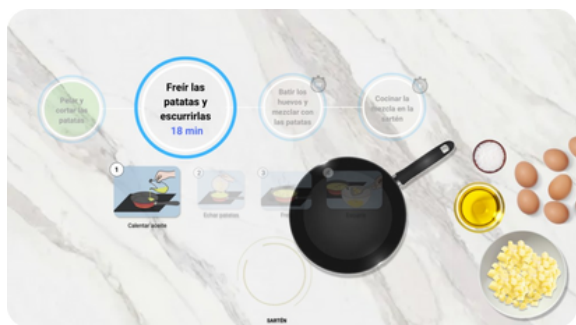 Pelar y
cortar las
patatas
Freír las
patatas y
escurrirlas
18 min
Batir los
huevos y
mezclar con
las patatas
Cocinar la
mezcla en la
sartén
1
Calentar aceite
2
Echar patatas
3
SARTÉN